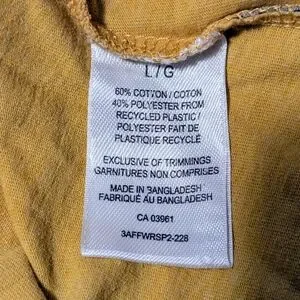 L / G
60% COTTON / COTON
40% POLYESTER FROM
RECYCLED PLASTIC /
POLYESTER FAIT DE
PLASTIQUE RECYCLÉ
EXCLUSIVE OF TRIMMINGS
GARNITURES NON COMPRISES
MADE IN BANGLADESH
FABRIQUÉ AU BANGLADESH
CA 03961
3AFFWRSP2-228